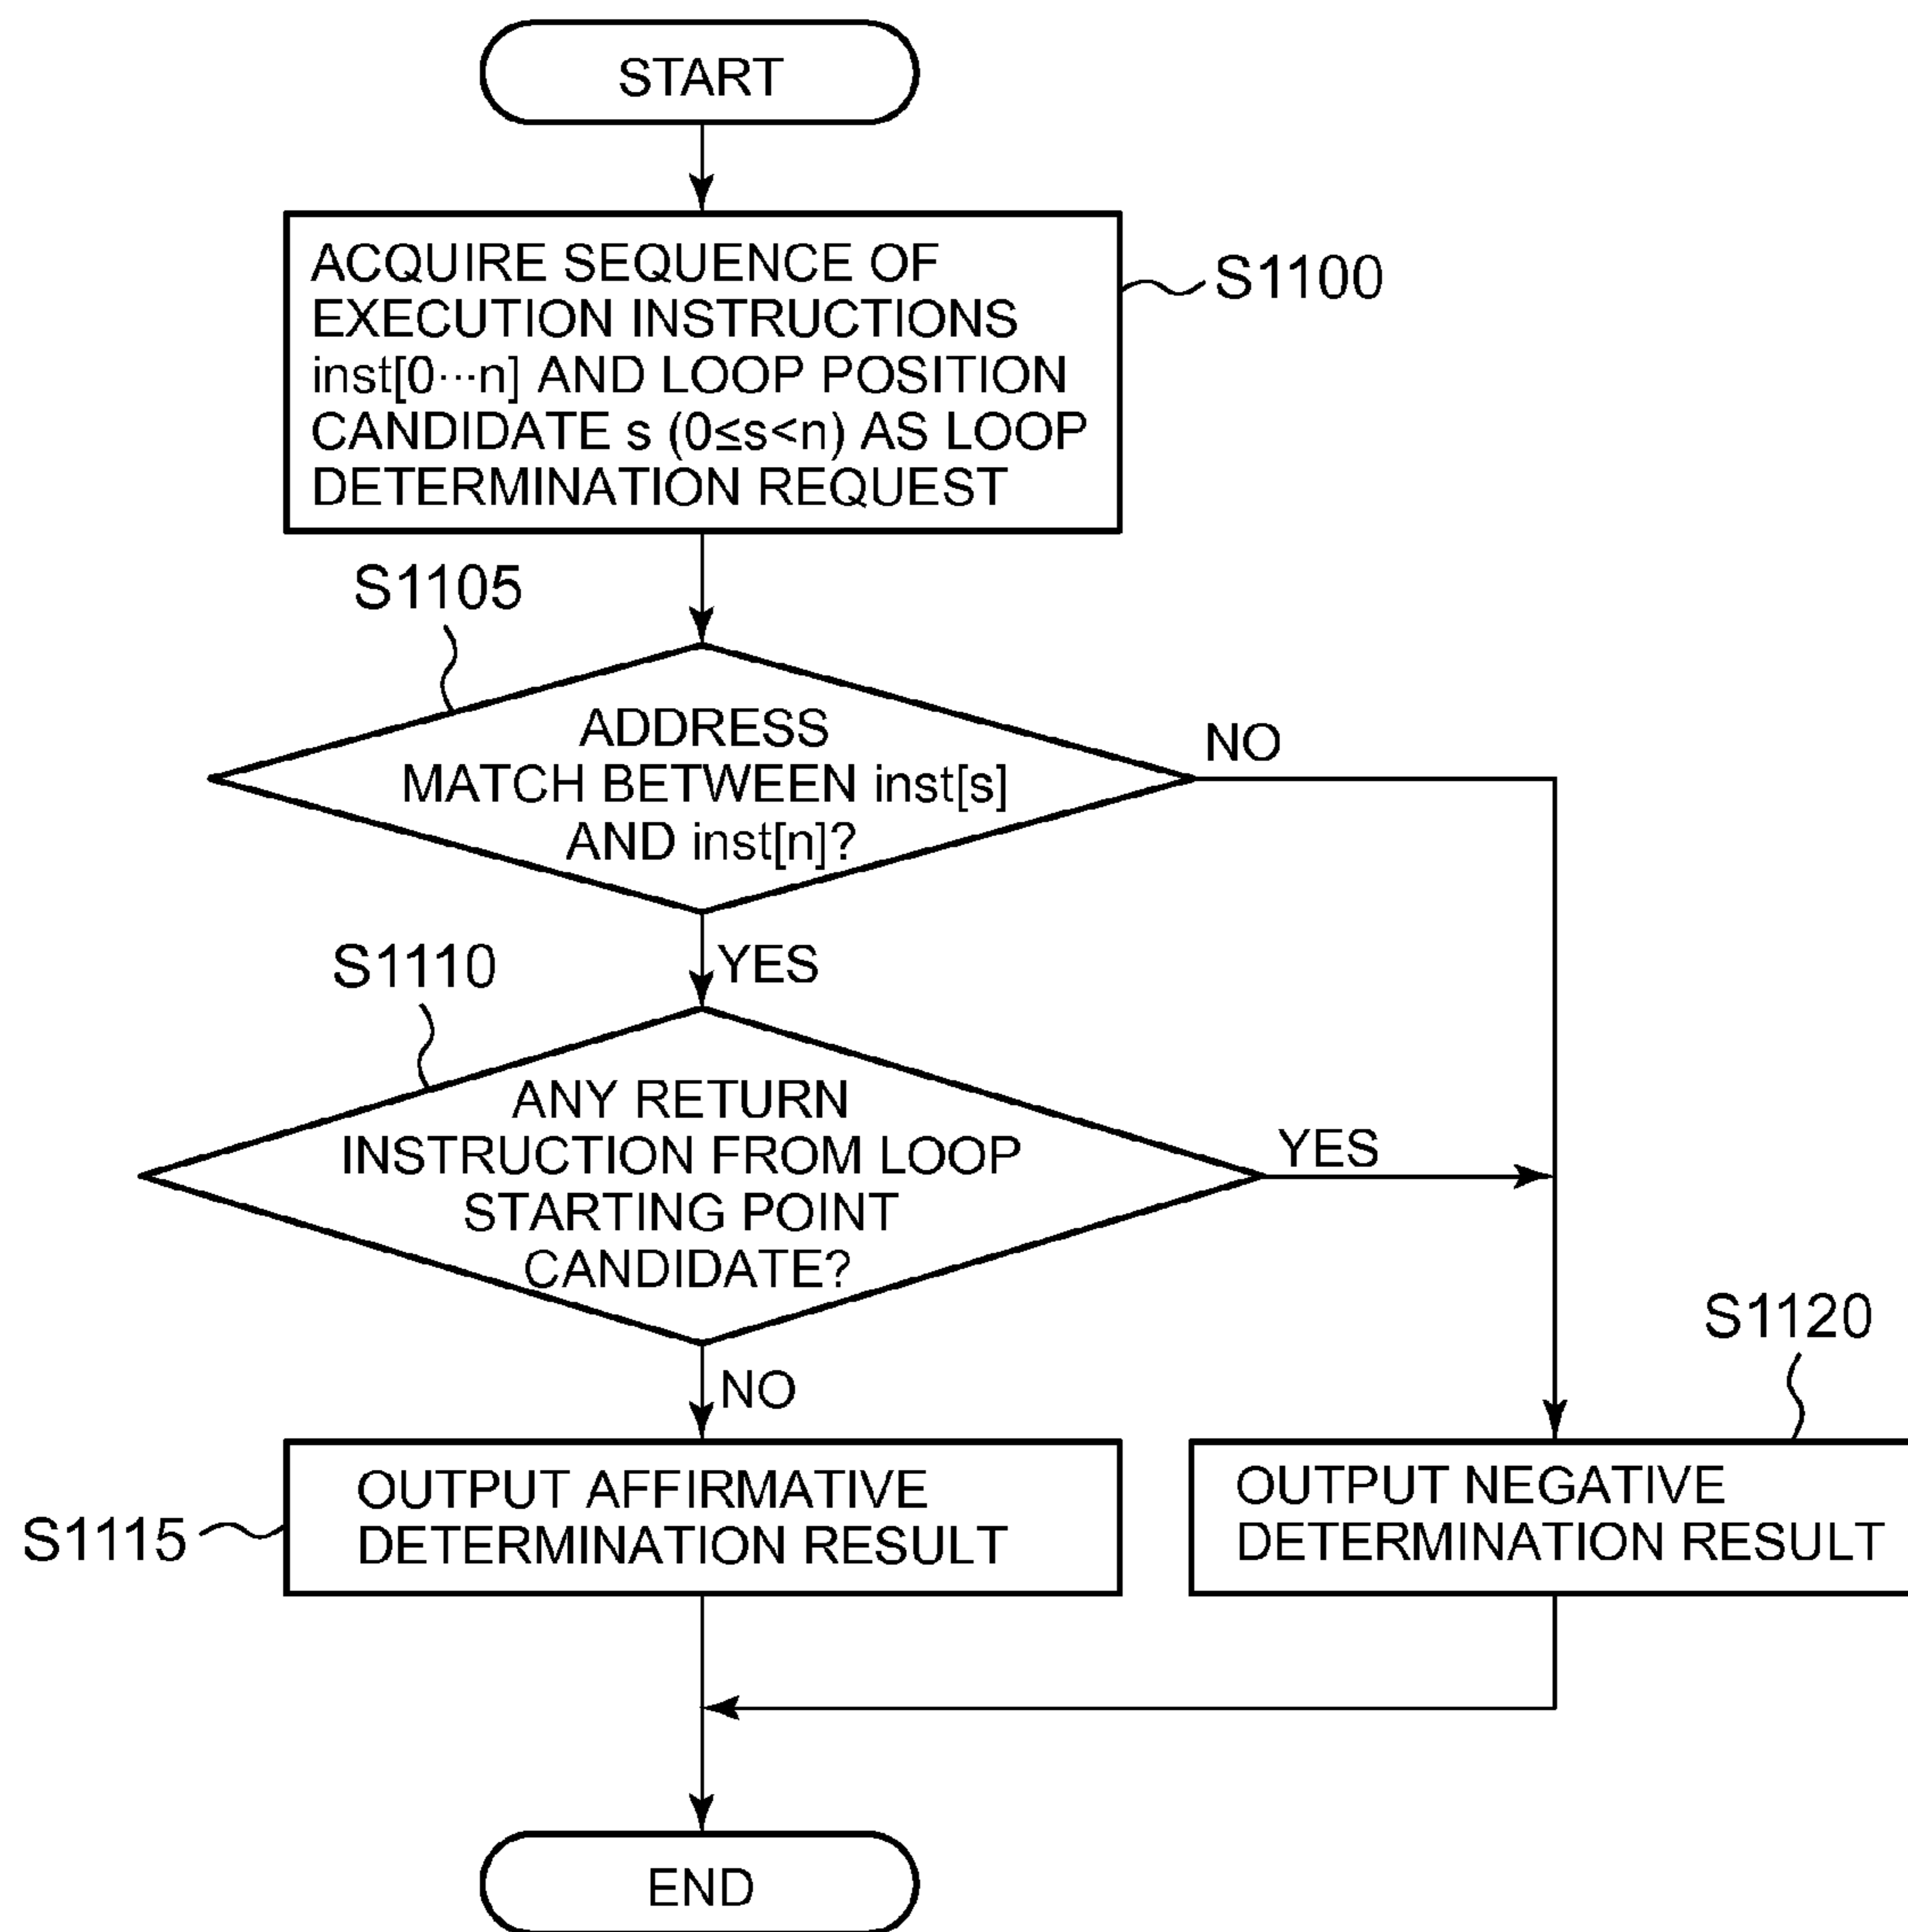 START
ACQUIRE SEQUENCE OF
EXECUTION INSTRUCTIONS
inst[0···n] AND LOOP POSITION
CANDIDATE s (0≤s<n) AS LOOP
DETERMINATION REQUEST
S1100
S1105
ADDRESS
MATCH BETWEEN inst[s]
AND inst[n]?
NO
YES
S1110
ANY RETURN
INSTRUCTION FROM LOOP
STARTING POINT
CANDIDATE?
YES
NO
S1120
OUTPUT AFFIRMATIVE
DETERMINATION RESULT
S1115
OUTPUT NEGATIVE
DETERMINATION RESULT
END